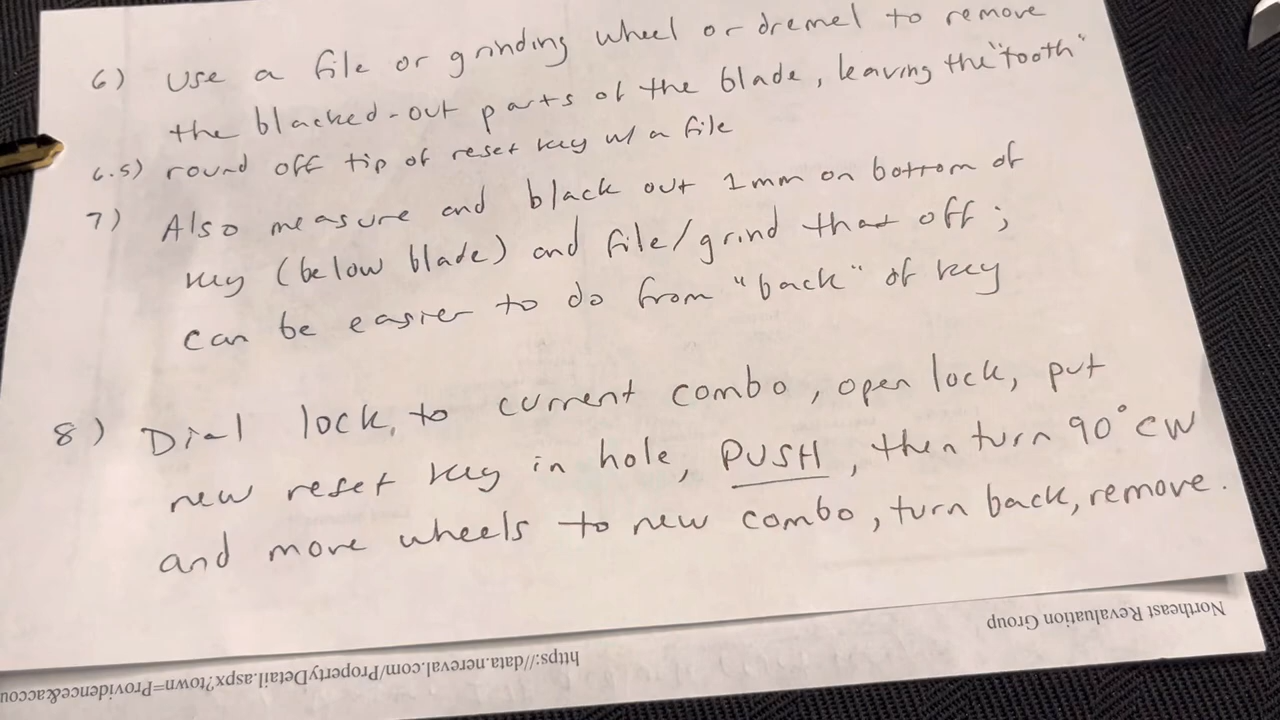 6) Use a file or grinding wheel or dremel to remove
the blacked-out parts of the blade, leaving the "tooth"
6.5) round off tip of reset key w/ a file
7) Also measure and black out 1mm on bottom of
key (below blade) and file/grind that off;
can be easier to do from "back" of key
8) Dial lock, to current combo, open lock, put
new reset key in hole, PUSH, then turn 90° CW
and move wheels to new combo, turn back, remove.
Northeast Revaluation Group
https://data.nereval.com/PropertyDetail.aspx?town=Providence&accou